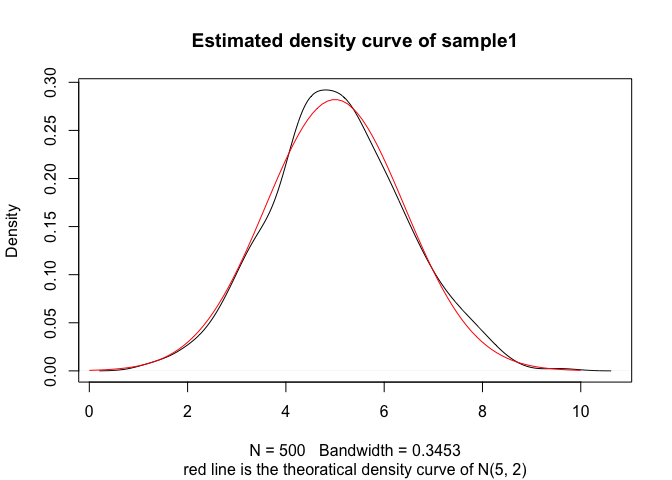 Estimated density curve of sample1
Density
0.30
0.25
0.20
0.15
0.10
0.05
0.00
0 2 4 6 8 10
N = 500 Bandwidth = 0.3453
red line is the theoratical density curve of N(5, 2)